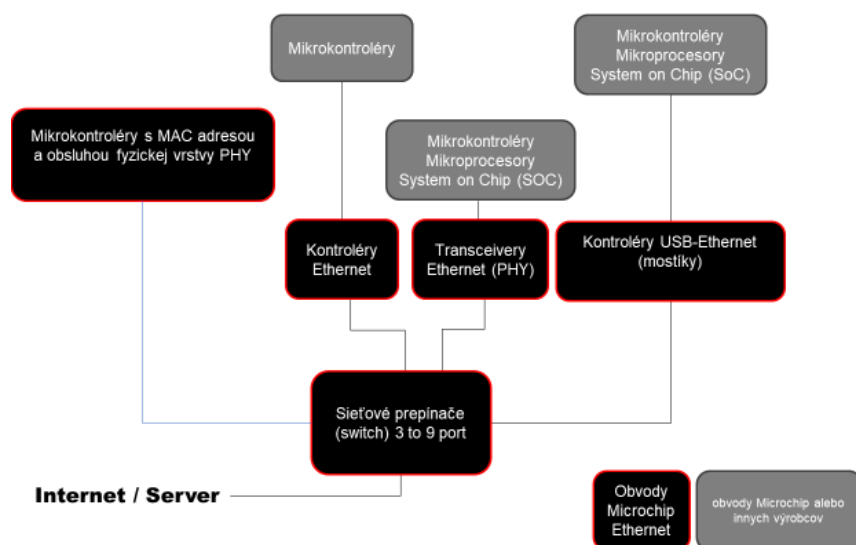 Mikrokontroléry
Mikrokontroléry
Mikroprocesory
System on Chip (SoC)
Mikrokontroléry s MAC adresou
a obsluhou fyzickej vrstvy PHY
Mikrokontroléry
Mikroprocesory
System on Chip (SOC)
Kontroléry
Ethernet
Transceivery
Ethernet (PHY)
Kontroléry USB-Ethernet
(mostíky)
Sieťové prepínače
(switch) 3 to 9 port
Internet / Server
Obvody
Microchip
Ethernet
obvody Microchip alebo
innych výrobcov